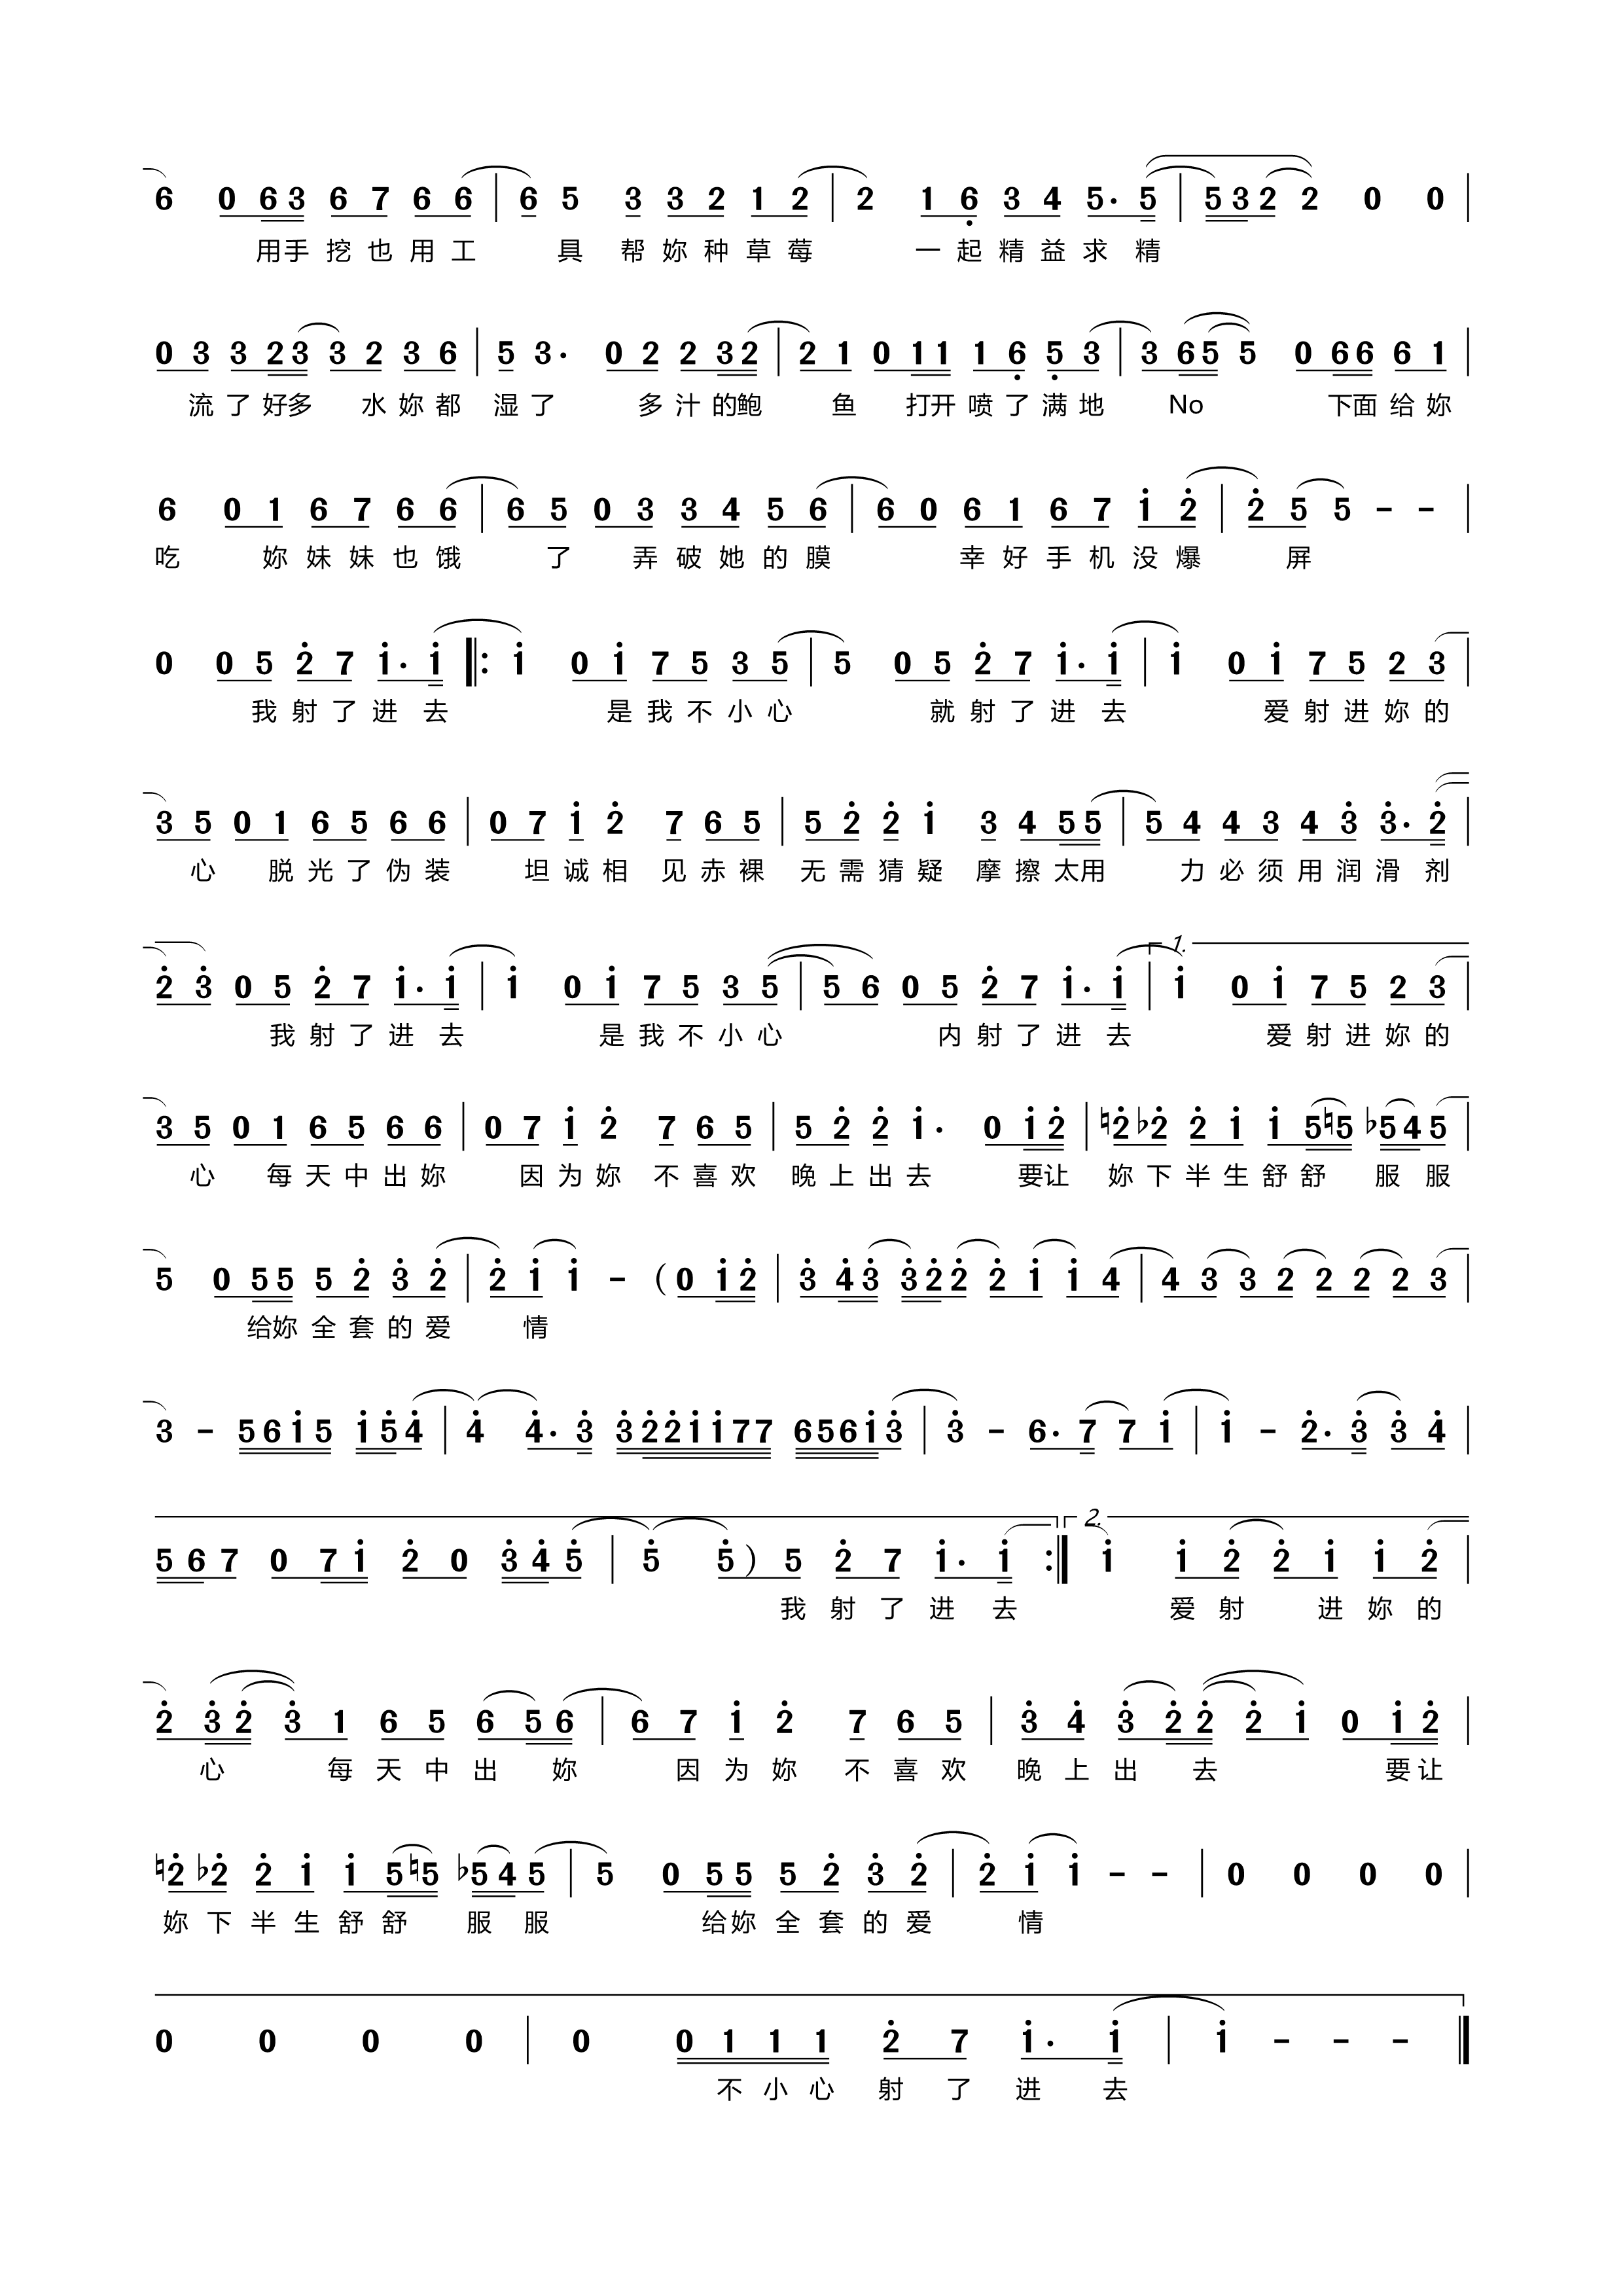 6 0 6 3 6 7 6 6 | 6 5 3 3 2 1 2 | 2 1 6̣ 3 4 5· 5 | 5 3 2 2 0 0 |
用手 挖 也 用 工 具 帮 妳 种 草 莓 一 起 精 益 求 精
0 3 3 2 3 3 2 3 6 | 5 3· 0 2 2 3 2 | 2 1 0 1 1 1 6̣ 5̣ 3 | 3 6 5 5 0 6 6 6 1 |
流 了 好多 水 妳 都 湿 了 多 汁 的鲍 鱼 打开 喷 了 满 地 No 下面 给 妳
6 0 1 6 7 6 6 | 6 5 0 3 3 4 5 6 | 6 0 6 1 6 7 1̇ 2̇ | 2̇ 5 5 - - |
吃 妳 妹 妹 也 饿 了 弄 破 她 的 膜 幸 好 手 机 没 爆 屏
0 0 5 2̇ 7 1̇· 1̇ ‖: 1̇ 0 1̇ 7 5 3 5 | 5 0 5 2̇ 7 1̇· 1̇ | 1̇ 0 1̇ 7 5 2 3 |
我 射 了 进 去 是 我 不 小 心 就 射 了 进 去 爱 射 进 妳 的
3 5 0 1 6 5 6 6 | 0 7 1̇ 2̇ 7 6 5 | 5 2̇ 2̇ 1̇ 3 4 5 5 | 5 4 4 3 4 3̇ 3̇· 2̇ |
心 脱 光 了 伪 装 坦 诚 相 见 赤 裸 无 需 猜 疑 摩 擦 太用 力 必 须 用 润 滑 剂
2̇ 3̇ 0 5 2̇ 7 1̇· 1̇ | 1̇ 0 1̇ 7 5 3 5 | 5 6 0 5 2̇ 7 1̇· 1̇ | 1. 1̇ 0 1̇ 7 5 2 3 |
我 射 了 进 去 是 我 不 小 心 内 射 了 进 去 爱 射 进 妳 的
3 5 0 1 6 5 6 6 | 0 7 1̇ 2̇ 7 6 5 | 5 2̇ 2̇ 1̇· 0 1̇ 2̇ | ♮2̇ ♭2̇ 2̇ 1̇ 1̇ 5 ♮5 ♭5 4 5 |
心 每 天 中 出 妳 因 为 妳 不 喜 欢 晚 上 出 去 要让 妳 下 半 生 舒 舒 服 服
5 0 5 5 5 2̇ 3̇ 2̇ | 2̇ 1̇ 1̇ - (0 1̇ 2̇ | 3̇ 4̇ 3̇ 3̇ 2̇ 2̇ 2̇ 1̇ 1̇ 4 | 4 3 3 2 2 2 2 3 |
给妳 全 套 的 爱 情
3 - 5 6 1̇ 5 1̇ 5̇ 4̇ | 4̇ 4̇· 3̇ 3̇ 2̇ 2̇ 1̇ 1̇ 7 7 6 5 6 1̇ 3̇ | 3̇ - 6· 7 7 1̇ | 1̇ - 2̇· 3̇ 3̇ 4̇ |
5 6 7 0 7 1̇ 2̇ 0 3̇ 4̇ 5̇ | 5̇ 5̇) 5 2̇ 7 1̇· 1̇ :‖ 2. 1̇ 1̇ 2̇ 2̇ 1̇ 1̇ 2̇ |
我 射 了 进 去 爱 射 进 妳 的
2̇ 3̇ 2̇ 3̇ 1 6 5 6 5 6 | 6 7 1̇ 2̇ 7 6 5 | 3̇ 4̇ 3̇ 2̇ 2̇ 2̇ 1̇ 0 1̇ 2̇ |
心 每 天 中 出 妳 因 为 妳 不 喜 欢 晚 上 出 去 要 让
♮2̇ ♭2̇ 2̇ 1̇ 1̇ 5 ♮5 ♭5 4 5 | 5 0 5 5 5 2̇ 3̇ 2̇ | 2̇ 1̇ 1̇ - - | 0 0 0 0 |
妳 下 半 生 舒 舒 服 服 给妳 全 套 的 爱 情
0 0 0 0 | 0 0 1 1 1 2̇ 7 1̇· 1̇ | 1̇ - - - ‖
不 小 心 射 了 进 去